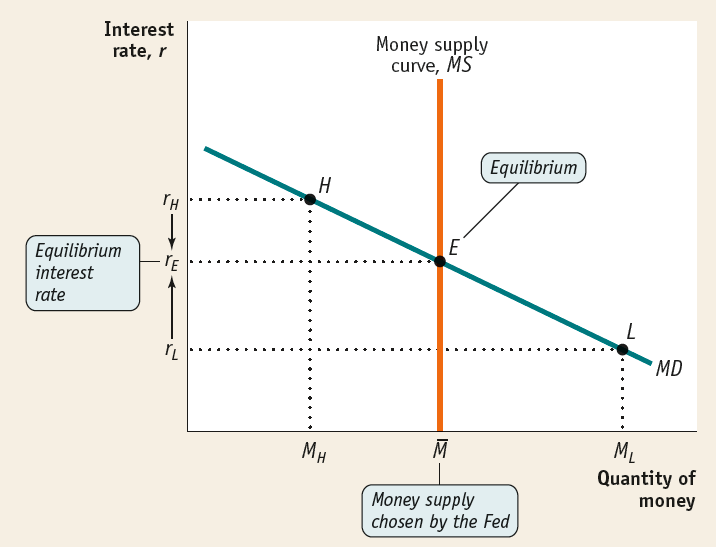 Interest
rate, r
Money supply
curve, MS
Equilibrium
H
r_H
E
Equilibrium
interest
rate
r_E
L
r_L
MD
M_H
M̅
M_L
Quantity of
money
Money supply
chosen by the Fed